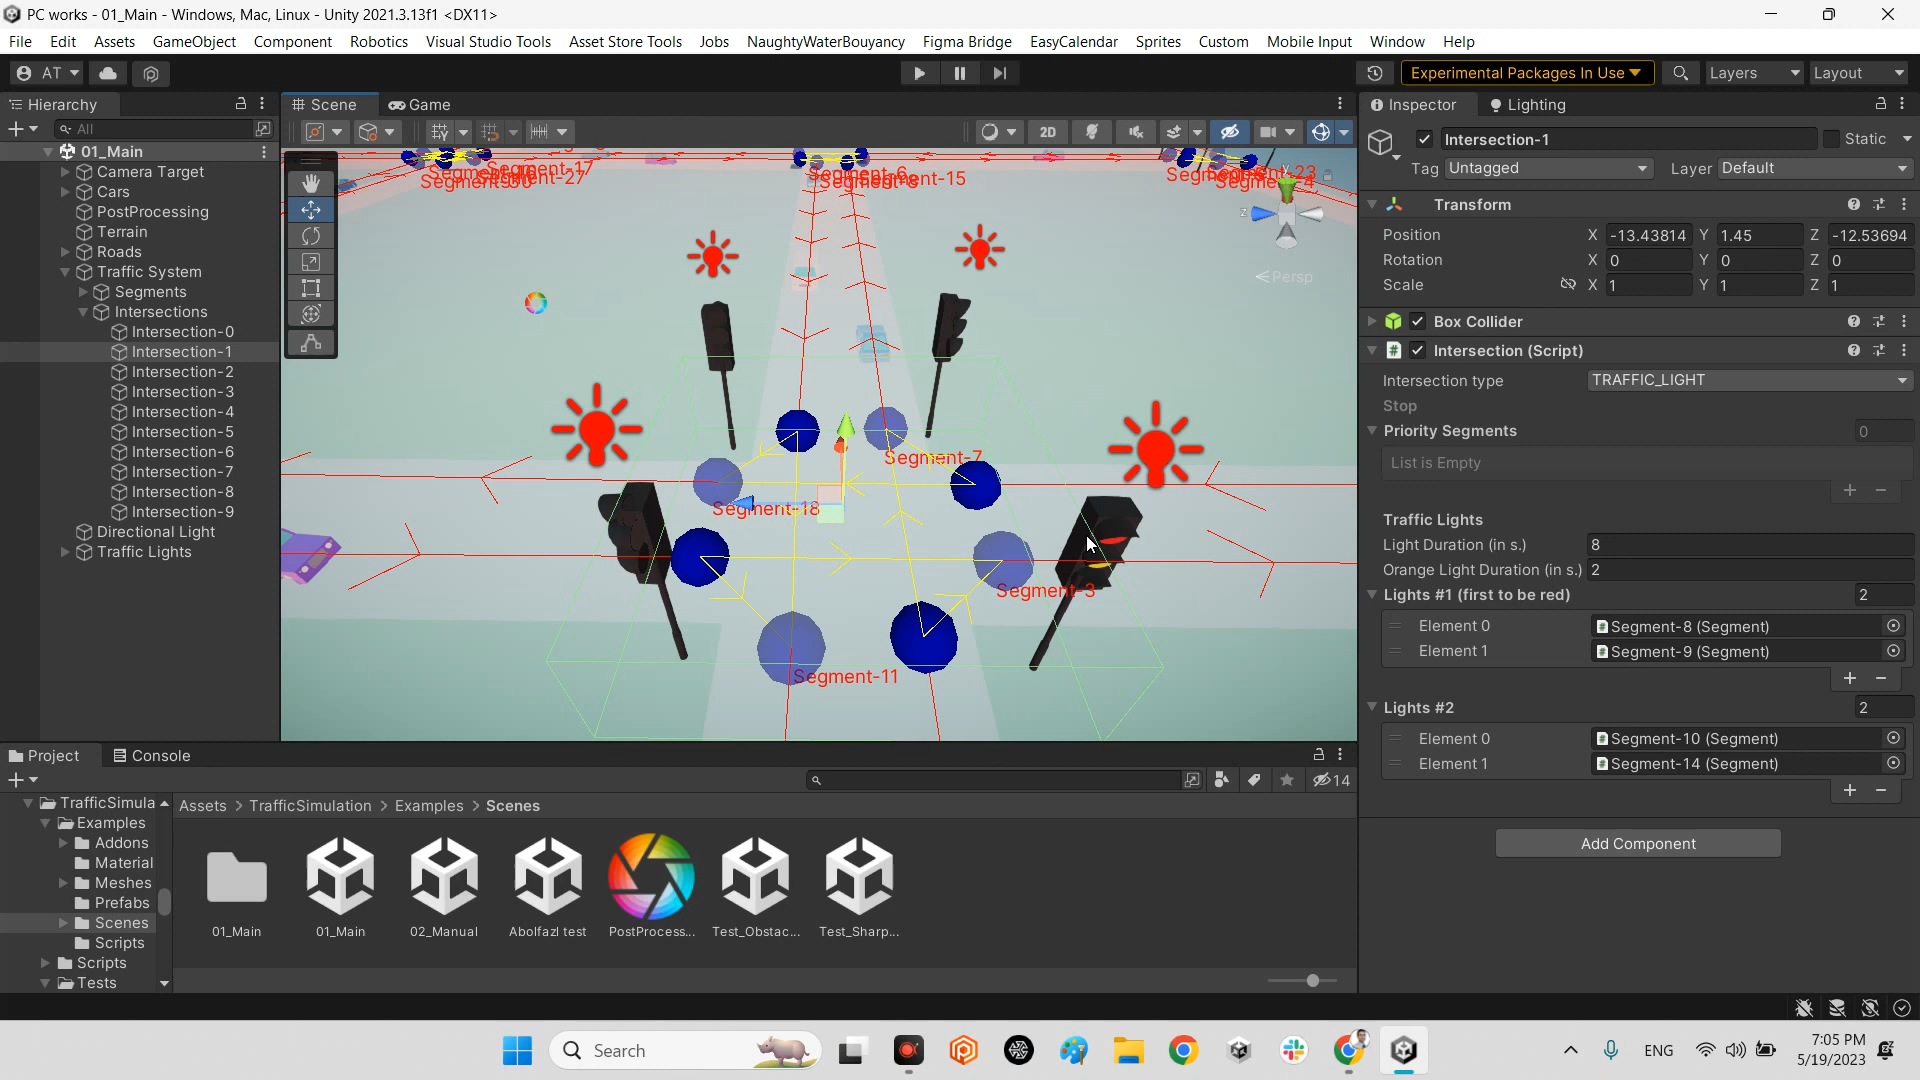 PC works - 01_Main - Windows, Mac, Linux - Unity 2021.3.13f1 <DX11>
File Edit Assets GameObject Component Robotics Visual Studio Tools Asset Store Tools Jobs NaughtyWaterBouyancy Figma Bridge EasyCalendar Sprites Custom Mobile Input Window Help
AT
Experimental Packages In Use
Layers
Layout
Hierarchy
All
01_Main
Camera Target
Cars
PostProcessing
Terrain
Roads
Traffic System
Segments
Intersections
Intersection-0
Intersection-1
Intersection-2
Intersection-3
Intersection-4
Intersection-5
Intersection-6
Intersection-7
Intersection-8
Intersection-9
Directional Light
Traffic Lights
Scene
Game
2D
Segment-17
Segment-27
Segment-30
Segment-6
Segment-15
Segment-7
Segment-18
Segment-3
Segment-11
y
z
Persp
Inspector
Lighting
Intersection-1
Static
Tag Untagged
Layer Default
Transform
Position X -13.43814 Y 1.45 Z -12.53694
Rotation X 0 Y 0 Z 0
Scale X 1 Y 1 Z 1
Box Collider
Intersection (Script)
Intersection type TRAFFIC_LIGHT
Stop
Priority Segments 0
List is Empty
Traffic Lights
Light Duration (in s.) 8
Orange Light Duration (in s.) 2
Lights #1 (first to be red) 2
Element 0 Segment-8 (Segment)
Element 1 Segment-9 (Segment)
Lights #2 2
Element 0 Segment-10 (Segment)
Element 1 Segment-14 (Segment)
Add Component
Project
Console
14
TrafficSimula
Examples
Addons
Material
Meshes
Prefabs
Scenes
Scripts
Scripts
Tests
Assets > TrafficSimulation > Examples > Scenes
01_Main
01_Main
02_Manual
Abolfazl test
PostProcess...
Test_Obstac...
Test_Sharp...
Search
ENG
7:05 PM
5/19/2023